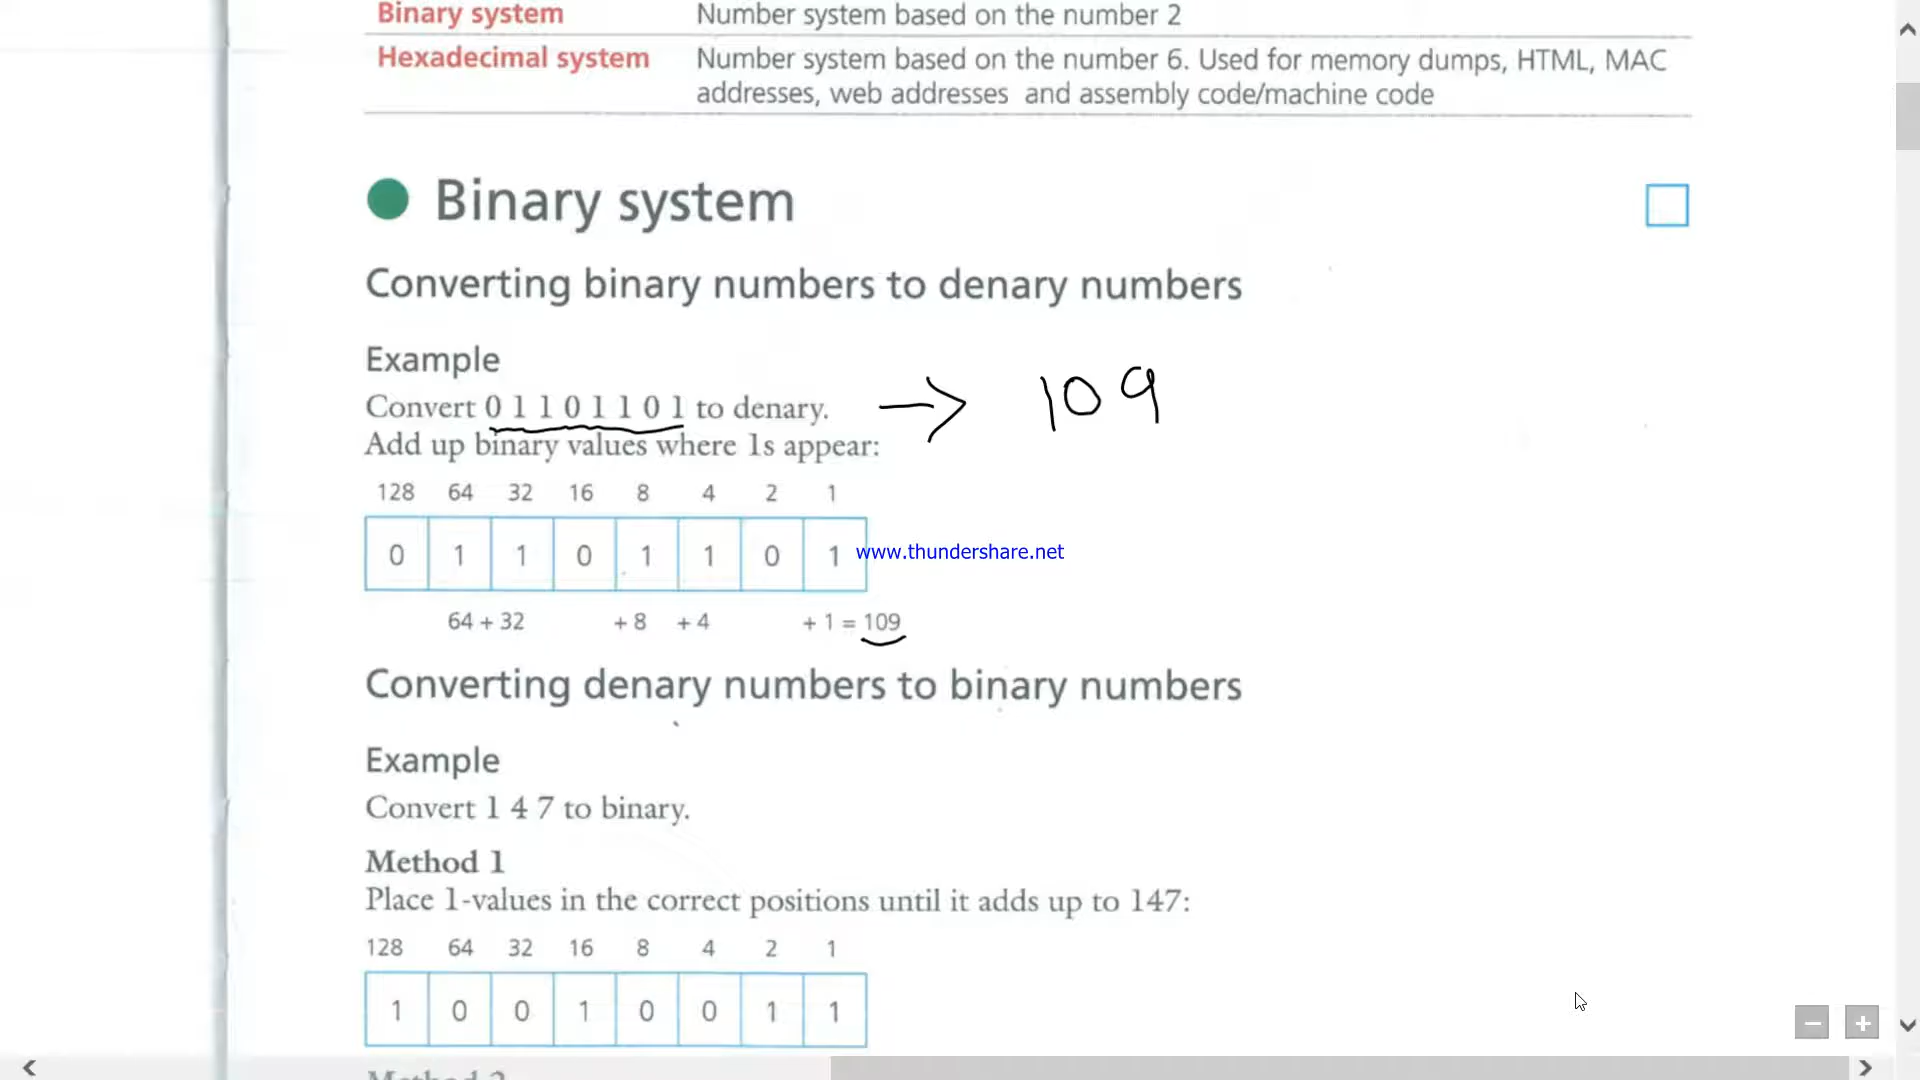 Binary system Number system based on the number 2
Hexadecimal system Number system based on the number 6. Used for memory dumps, HTML, MAC
addresses, web addresses and assembly code/machine code
Binary system
Converting binary numbers to denary numbers
Example
Convert 0 1 1 0 1 1 0 1 to denary. → 109
Add up binary values where 1s appear:
128 64 32 16 8 4 2 1
0 1 1 0 1 1 0 1 www.thundershare.net
64 + 32 + 8 + 4 + 1 = 109
Converting denary numbers to binary numbers
Example
Convert 1 4 7 to binary.
Method 1
Place 1-values in the correct positions until it adds up to 147:
128 64 32 16 8 4 2 1
1 0 0 1 0 0 1 1